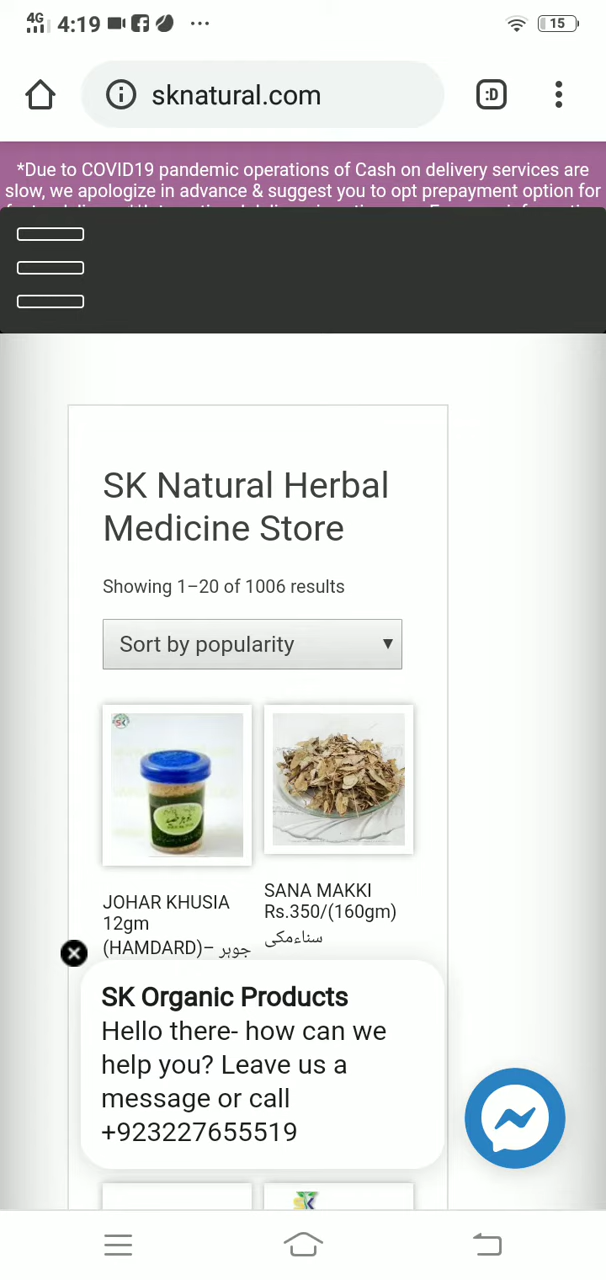 4G 4:19 ... 15
sknatural.com :D
*Due to COVID19 pandemic operations of Cash on delivery services are
slow, we apologize in advance & suggest you to opt prepayment option for
SK Natural Herbal
Medicine Store
Showing 1–20 of 1006 results
Sort by popularity
SK
JOHAR KHUSIA
12gm
(HAMDARD)– جوہر
SANA MAKKI
Rs.350/(160gm)
سناءمکی
SK Organic Products
Hello there- how can we
help you? Leave us a
message or call
+923227655519
SK